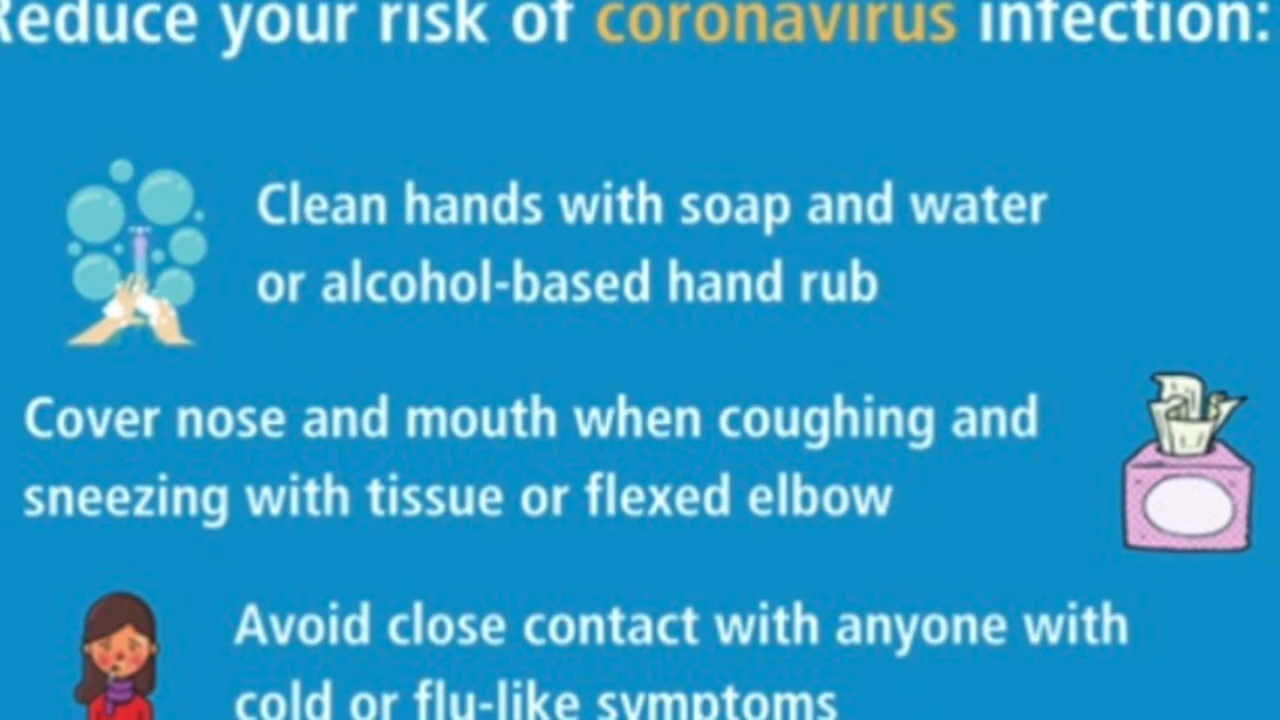 Reduce your risk of coronavirus infection:
Clean hands with soap and water
or alcohol-based hand rub
Cover nose and mouth when coughing and
sneezing with tissue or flexed elbow
Avoid close contact with anyone with
cold or flu-like symptoms